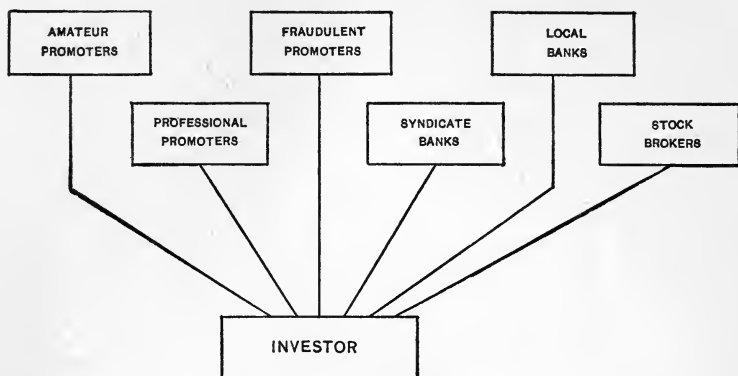 AMATEUR
PROMOTERS
FRAUDULENT
PROMOTERS
LOCAL
BANKS
PROFESSIONAL
PROMOTERS
SYNDICATE
BANKS
STOCK
BROKERS
INVESTOR